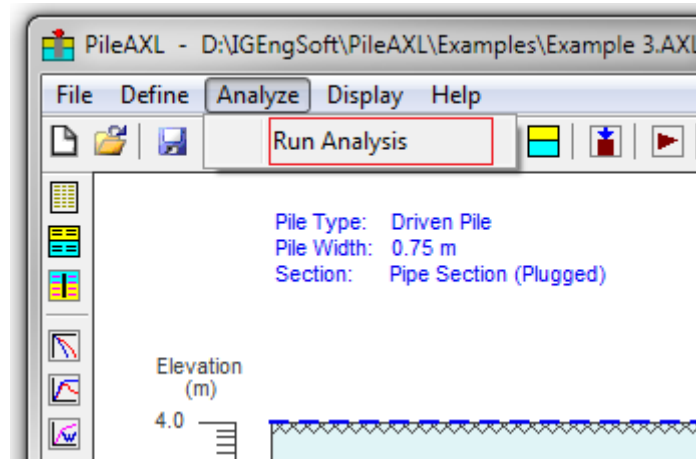 PileAXL - D:\IGEngSoft\PileAXL\Examples\Example 3.AXL
File Define Analyze Display Help
Run Analysis
Pile Type: Driven Pile
Pile Width: 0.75 m
Section: Pipe Section (Plugged)
Elevation
(m)
4.0